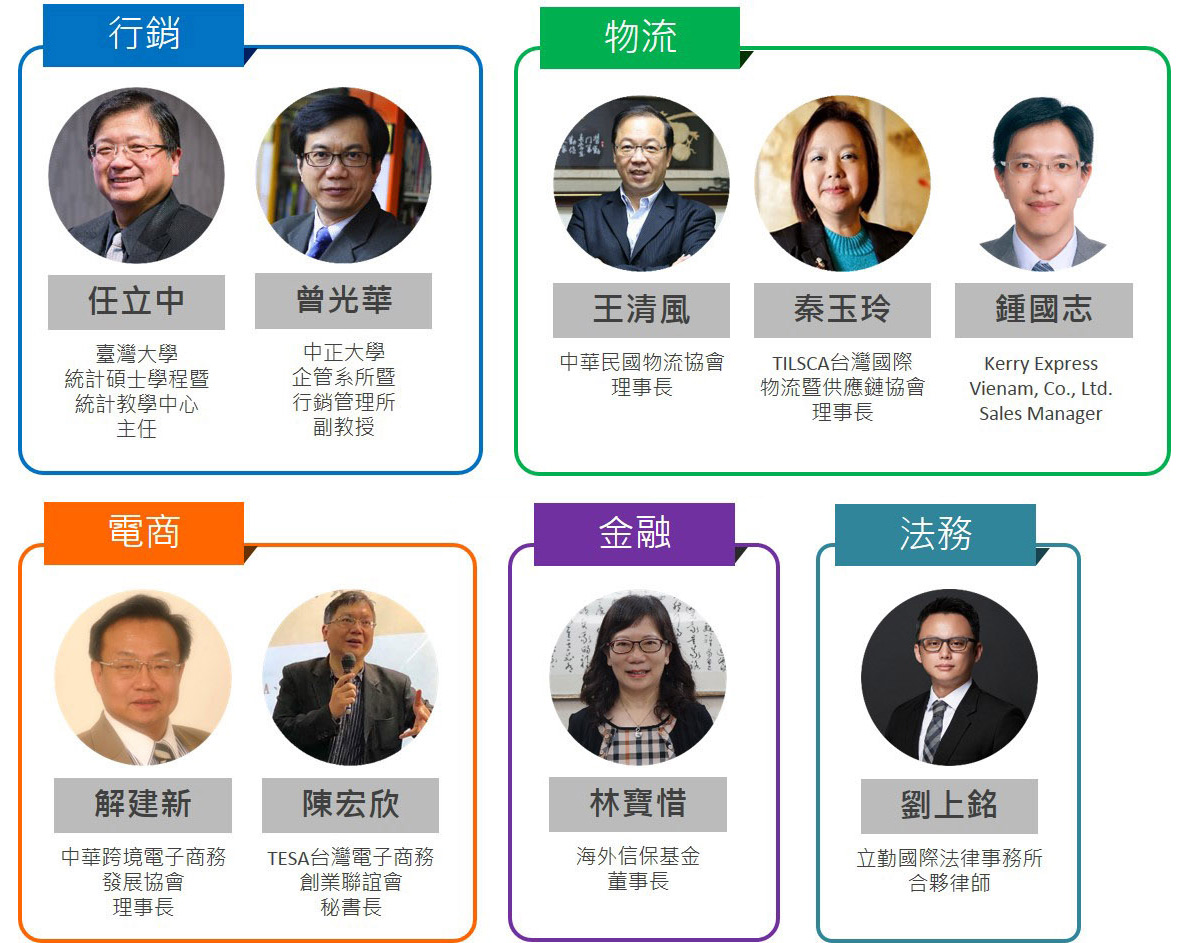 行銷
任立中
臺灣大學
統計碩士學程暨
統計教學中心
主任
曾光華
中正大學
企管系所暨
行銷管理所
副教授
物流
王清風
中華民國物流協會
理事長
秦玉玲
TILSCA台灣國際
物流暨供應鏈協會
理事長
鍾國志
Kerry Express
Vienam, Co., Ltd.
Sales Manager
電商
解建新
中華跨境電子商務
發展協會
理事長
陳宏欣
TESA台灣電子商務
創業聯誼會
秘書長
金融
林寶惜
海外信保基金
董事長
法務
劉上銘
立勤國際法律事務所
合夥律師